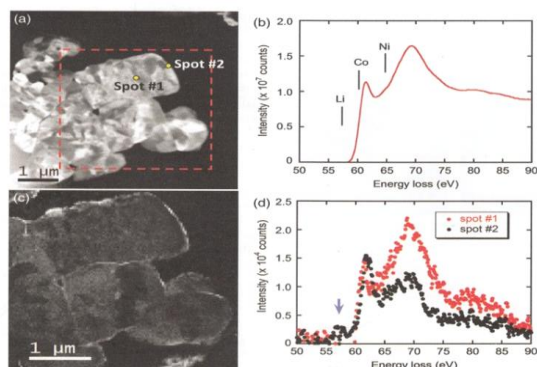 (a)
Spot #2
Spot #1
1 μm
(b)
Intensity (x 10⁷ counts)
2.0
1.5
1.0
0.5
0
Li
Co
Ni
50 55 60 65 70 75 80 85 90
Energy loss (eV)
(c)
1 μm
(d)
Intensity (x 10⁴ counts)
2.5
2.0
1.5
1.0
0.5
0
spot #1
spot #2
50 55 60 65 70 75 80 85 90
Energy loss (eV)